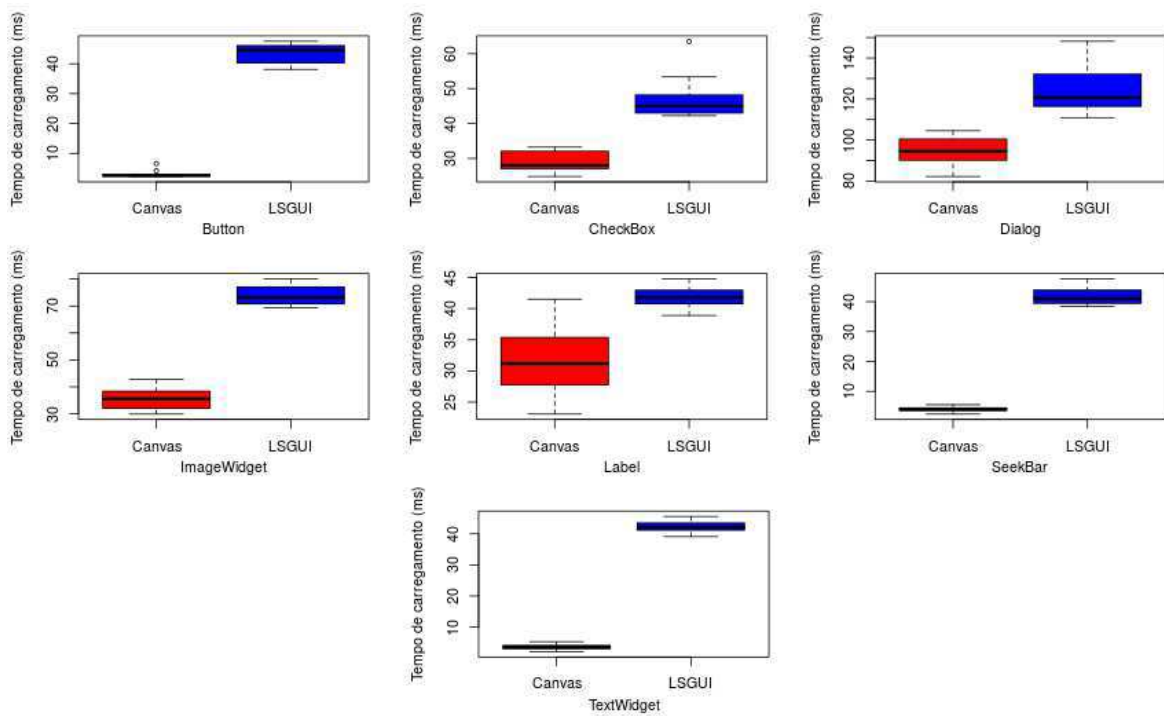 Tempo de carregamento (ms)
40
30
20
10
Canvas
LSGUI
Button
Tempo de carregamento (ms)
60
50
40
30
Canvas
LSGUI
CheckBox
Tempo de carregamento (ms)
140
120
100
80
Canvas
LSGUI
Dialog
Tempo de carregamento (ms)
70
50
30
Canvas
LSGUI
ImageWidget
Tempo de carregamento (ms)
45
40
35
30
25
Canvas
LSGUI
Label
Tempo de carregamento (ms)
40
30
20
10
Canvas
LSGUI
SeekBar
Tempo de carregamento (ms)
40
30
20
10
Canvas
LSGUI
TextWidget